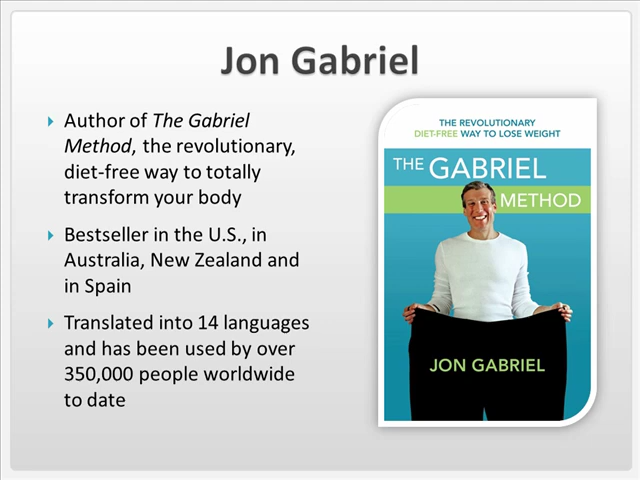 Jon Gabriel
Author of The Gabriel
Method, the revolutionary,
diet-free way to totally
transform your body
Bestseller in the U.S., in
Australia, New Zealand and
in Spain
Translated into 14 languages
and has been used by over
350,000 people worldwide
to date
THE REVOLUTIONARY
DIET-FREE WAY TO LOSE WEIGHT
THE GABRIEL
METHOD
JON GABRIEL